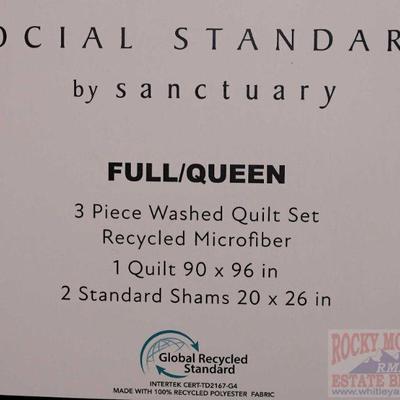 OCIAL STANDAR
by sanctuary
FULL/QUEEN
3 Piece Washed Quilt Set
Recycled Microfiber
1 Quilt 90 x 96 in
2 Standard Shams 20 x 26 in
Global Recycled
Standard
INTERTEK CERT-TD2167-G4
MADE WITH 100% RECYCLED POLYESTER FABRIC
ROCKY MO
RM
ESTATE B
www.whitleya